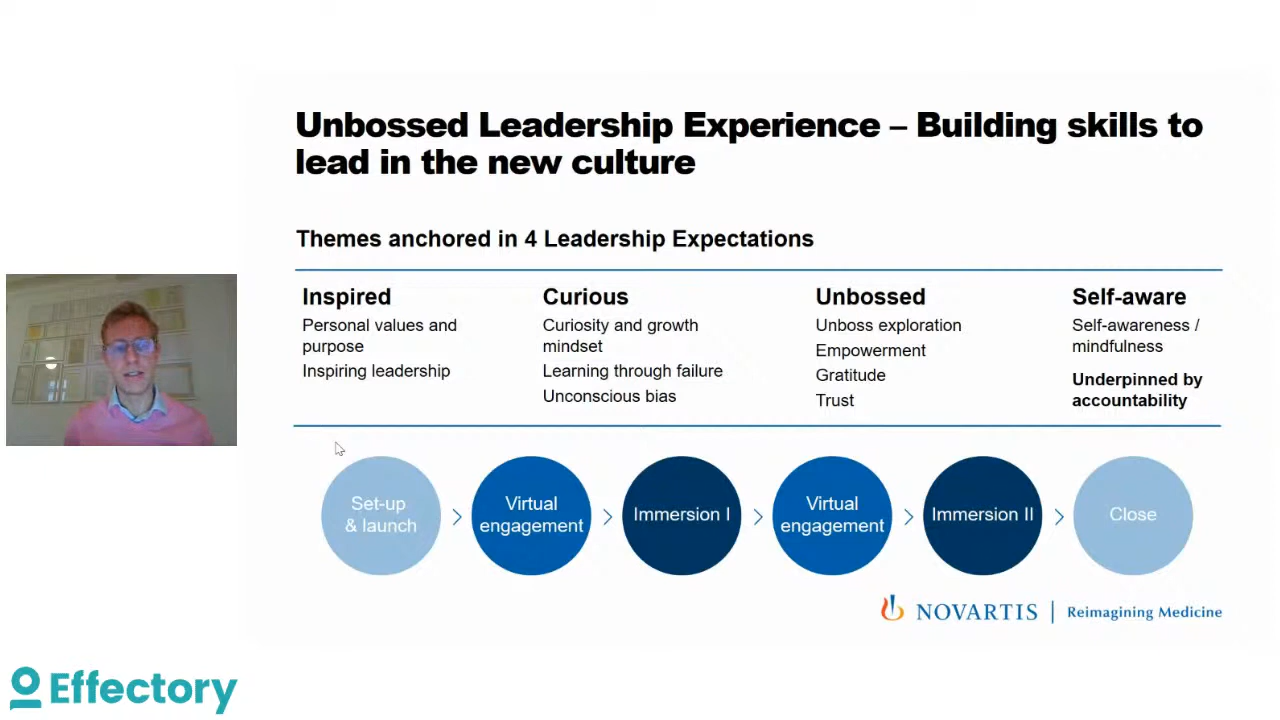 Unbossed Leadership Experience – Building skills to
lead in the new culture
Themes anchored in 4 Leadership Expectations
Inspired
Personal values and
purpose
Inspiring leadership
Curious
Curiosity and growth
mindset
Learning through failure
Unconscious bias
Unbossed
Unboss exploration
Empowerment
Gratitude
Trust
Self-aware
Self-awareness /
mindfulness
Underpinned by
accountability
Set-up
& launch
Virtual
engagement
Immersion I
Virtual
engagement
Immersion II
Close
NOVARTIS | Reimagining Medicine
Effectory